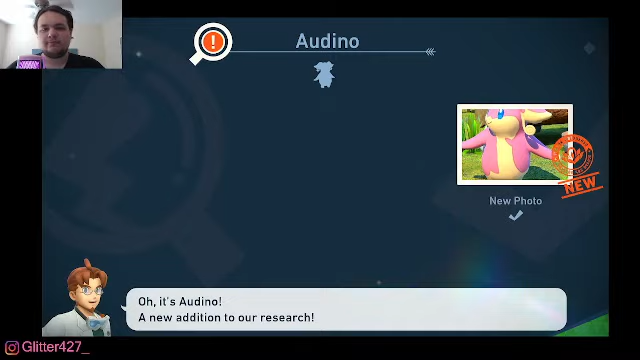 Audino
NEW
New Photo
Oh, it's Audino!
A new addition to our research!
Glitter427_